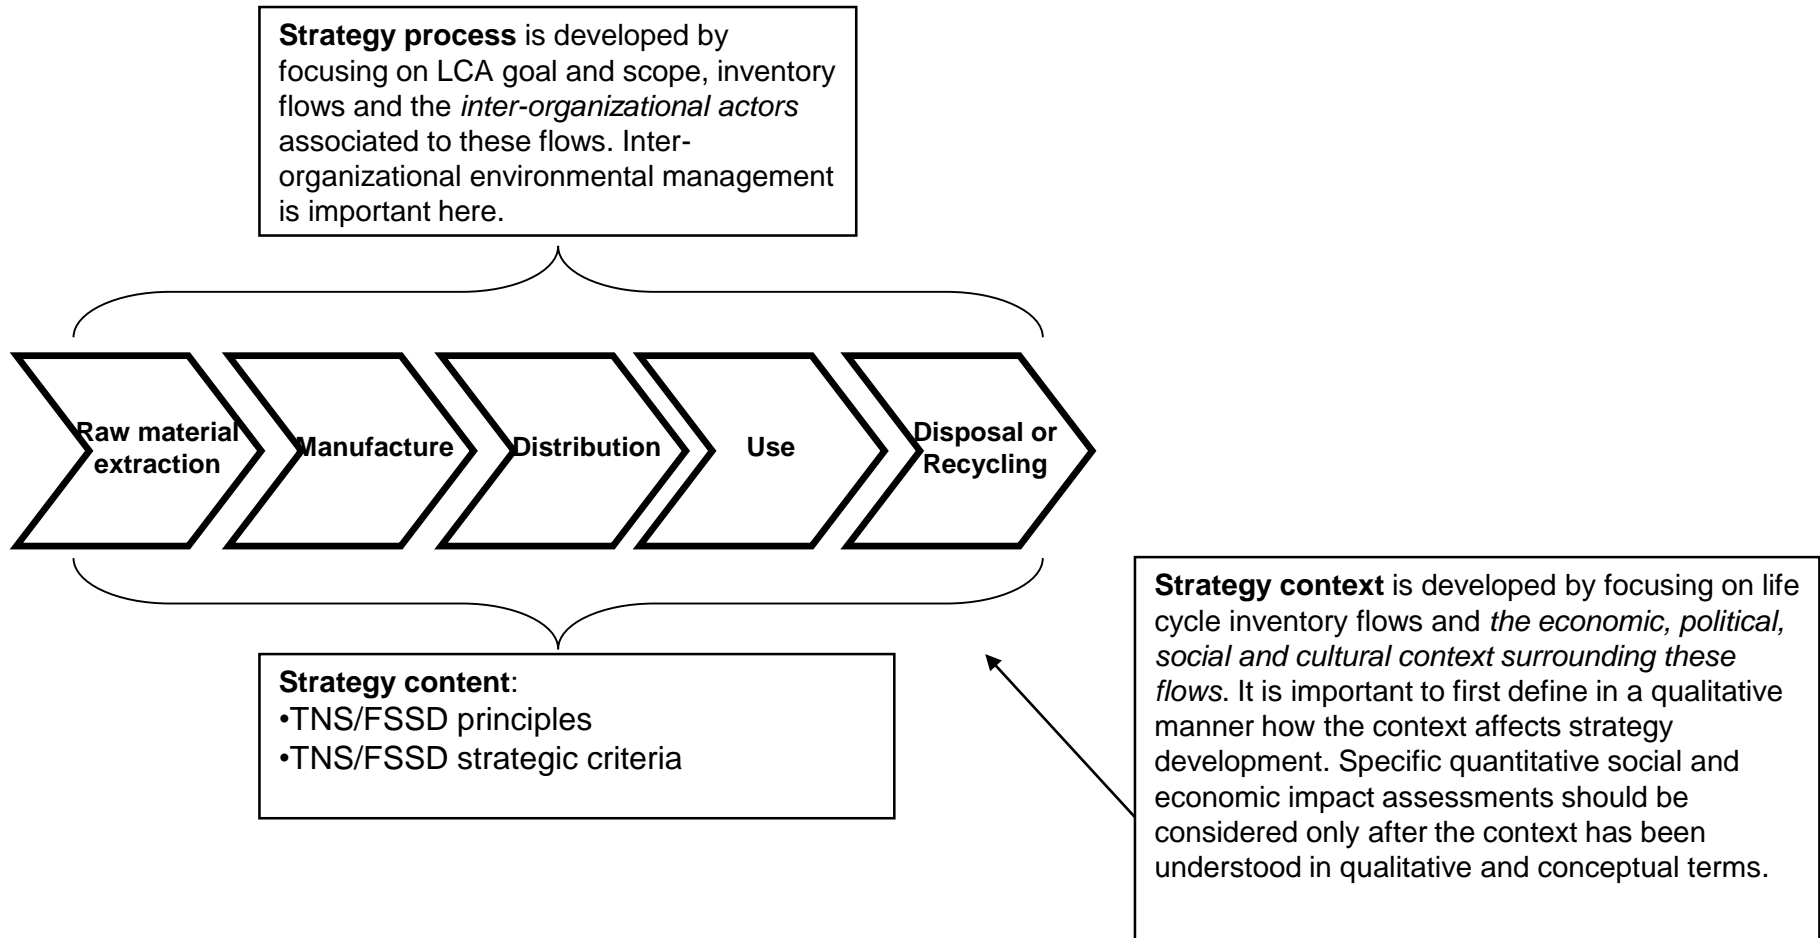 Strategy process is developed by
focusing on LCA goal and scope, inventory
flows and the inter-organizational actors
associated to these flows. Inter-
organizational environmental management
is important here.
Raw material
extraction
Manufacture
Distribution
Use
Disposal or
Recycling
Strategy content:
•TNS/FSSD principles
•TNS/FSSD strategic criteria
Strategy context is developed by focusing on life
cycle inventory flows and the economic, political,
social and cultural context surrounding these
flows. It is important to first define in a qualitative
manner how the context affects strategy
development. Specific quantitative social and
economic impact assessments should be
considered only after the context has been
understood in qualitative and conceptual terms.